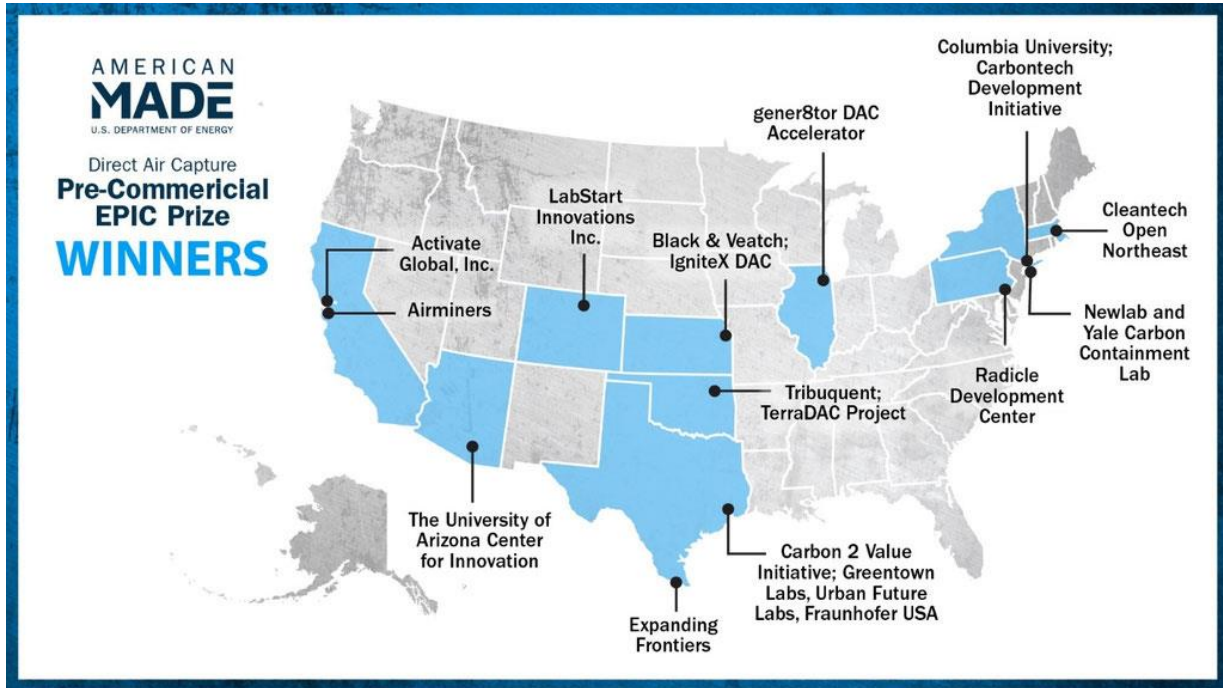 AMERICAN
MADE
U.S. DEPARTMENT OF ENERGY
Direct Air Capture
Pre-Commericial
EPIC Prize
WINNERS
Activate
Global, Inc.
Airminers
LabStart
Innovations
Inc.
Black & Veatch;
IgniteX DAC
gener8tor DAC
Accelerator
Columbia University;
Carbontech
Development
Initiative
Cleantech
Open
Northeast
Newlab and
Yale Carbon
Containment
Lab
Radicle
Development
Center
Tribuquent;
TerraDAC Project
The University of
Arizona Center
for Innovation
Carbon 2 Value
Initiative; Greentown
Labs, Urban Future
Labs, Fraunhofer USA
Expanding
Frontiers